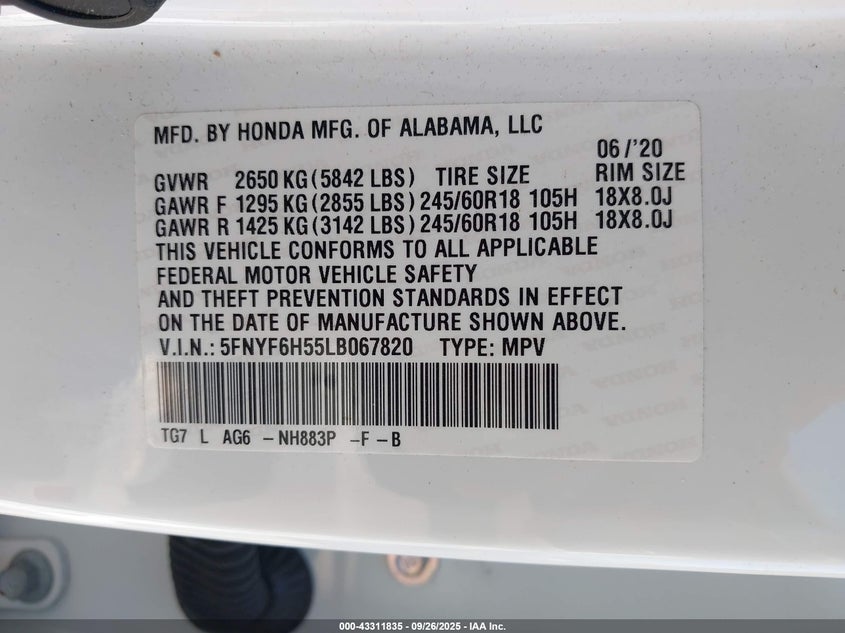 MFD. BY HONDA MFG. OF ALABAMA, LLC
06/'20
GVWR 2650 KG (5842 LBS) TIRE SIZE RIM SIZE
GAWR F 1295 KG (2855 LBS) 245/60R18 105H 18X8.0J
GAWR R 1425 KG (3142 LBS) 245/60R18 105H 18X8.0J
THIS VEHICLE CONFORMS TO ALL APPLICABLE
FEDERAL MOTOR VEHICLE SAFETY
AND THEFT PREVENTION STANDARDS IN EFFECT
ON THE DATE OF MANUFACTURE SHOWN ABOVE.
V.I.N.: 5FNYF6H55LB067820 TYPE: MPV
TG7 L AG6 -NH883P -F -B
000-43311835 - 09/26/2025 - IAA Inc.